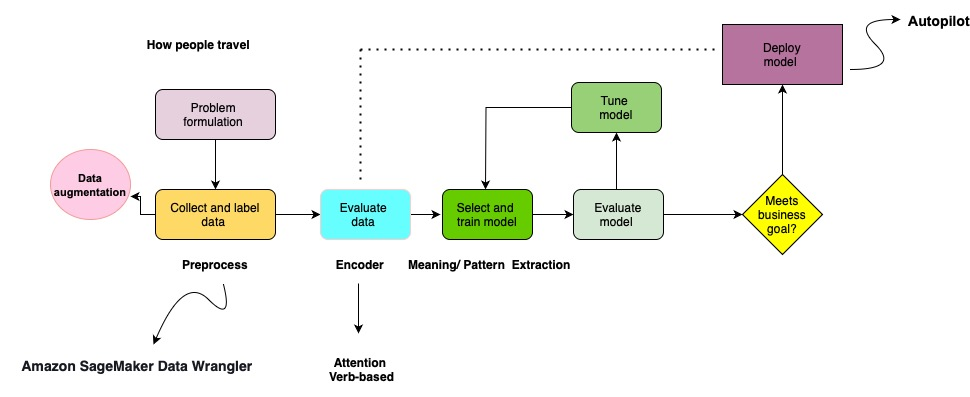 Autopilot
How people travel
Deploy
model
Problem
formulation
Tune
model
Data
augmentation
Collect and label
data
Evaluate
data
Select and
train model
Evaluate
model
Meets
business
goal?
Preprocess
Encoder
Meaning/ Pattern Extraction
Amazon SageMaker Data Wrangler
Attention
Verb-based